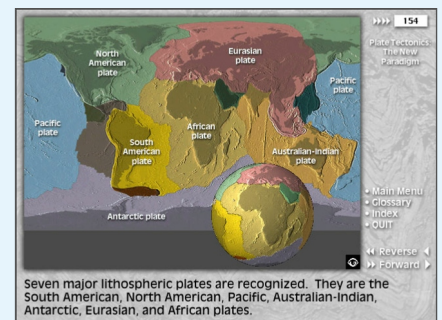 154
Plate Tectonics
The New
Paradigm
North
American
plate
Eurasian
plate
Pacific
plate
Pacific
plate
African
plate
South
American
plate
Australian-Indian
plate
Antarctic plate
Main Menu
Glossary
Index
QUIT
Reverse
Forward
G
Seven major lithospheric plates are recognized. They are the
South American, North American, Pacific, Australian-Indian,
Antarctic, Eurasian, and African plates.